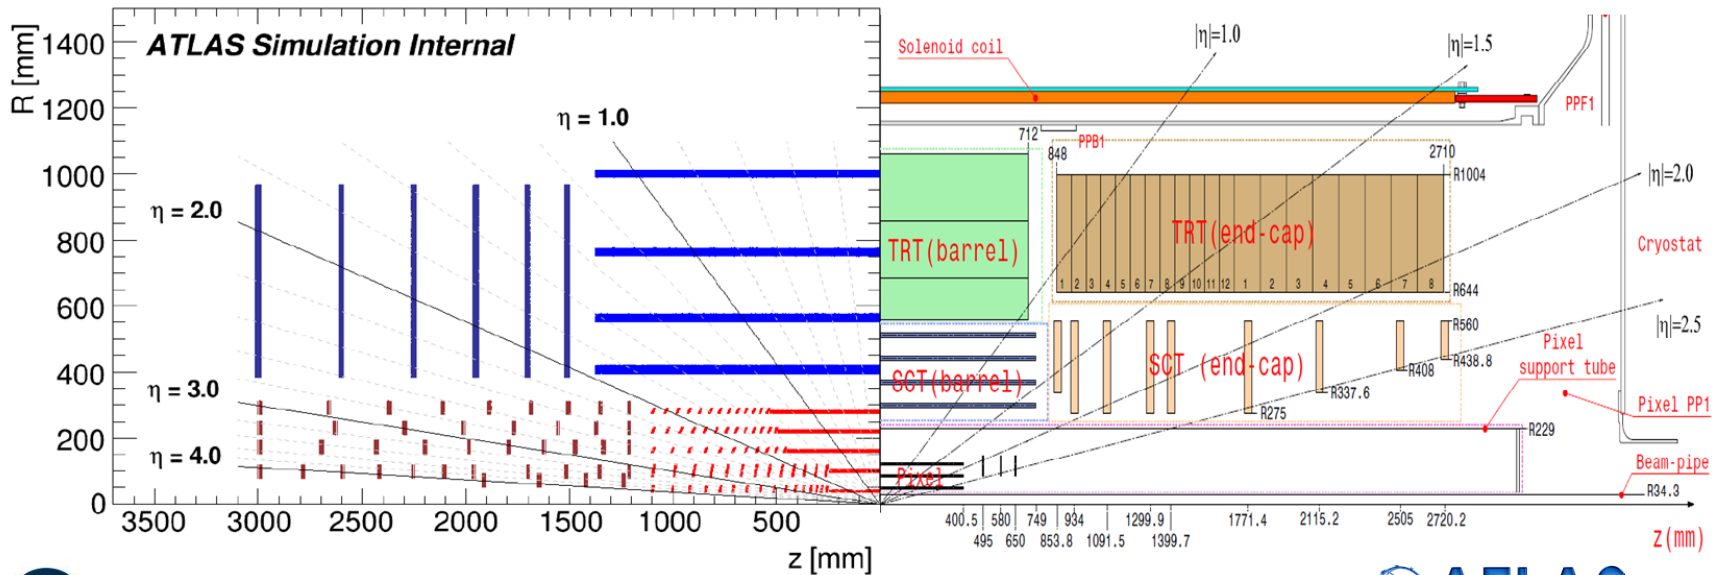 ATLAS Simulation Internal
R [mm]
1400
1200
1000
800
600
400
200
0
η = 1.0
η = 2.0
η = 3.0
η = 4.0
3500
3000
2500
2000
1500
1000
500
z [mm]
Solenoid coil
|η|=1.0
|η|=1.5
PPF1
712
PPB1
848
2710
R1004
|η|=2.0
TRT(barrel)
TRT(end-cap)
Cryostat
1 2 3 4 5 6 7 8 9 10 11 12 1 2 3 4 5 6 7 8
R644
R560
|η|=2.5
SCT(barrel)
SCT (end-cap)
R438.8
R408
R337.6
R275
Pixel
support tube
Pixel PP1
R229
Pixel
Beam-pipe
R34.3
400.5 580 749 934 1299.9 1771.4 2115.2 2505 2720.2
495 650 853.8 1091.5 1399.7
z(mm)
ATLAS